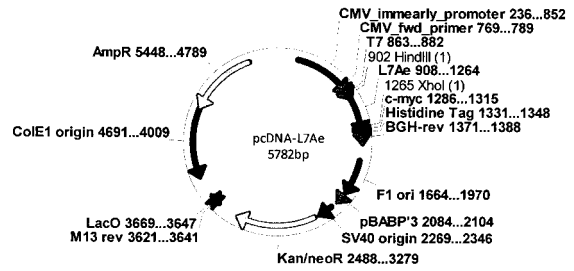 CMV_immearly_promoter 236...852
CMV_fwd_primer 769...789
T7 863...882
902 HindIII (1)
L7Ae 908...1264
1265 XhoI (1)
c-myc 1286...1315
Histidine Tag 1331...1348
BGH-rev 1371...1388
AmpR 5448...4789
ColE1 origin 4691...4009
pcDNA-L7Ae
5782bp
F1 ori 1664...1970
pBABP'3 2084...2104
SV40 origin 2269...2346
LacO 3669...3647
M13 rev 3621...3641
Kan/neoR 2488...3279